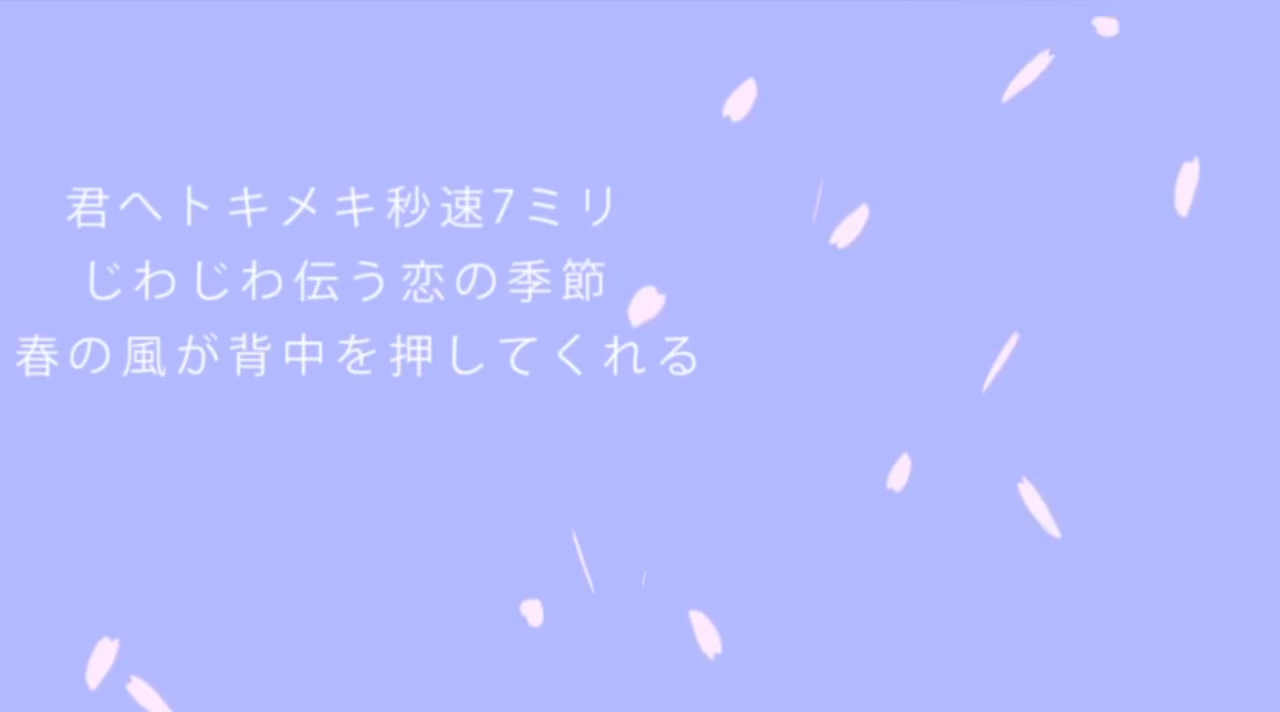 君へトキメキ秒速7ミリ
じわじわ伝う恋の季節
春の風が背中を押してくれる